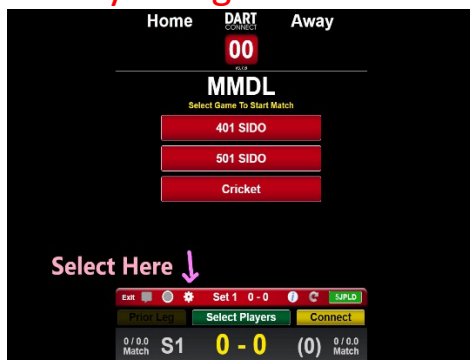 Home DART CONNECT Away
00
MMDL
Select Game To Start Match
401 SIDO
501 SIDO
Cricket
Select Here
Exit Set 1 0 - 0 5JPLD
Prior Leg Select Players Connect
0 / 0.0 Match S1 0 - 0 (0) 0 / 0.0 Match